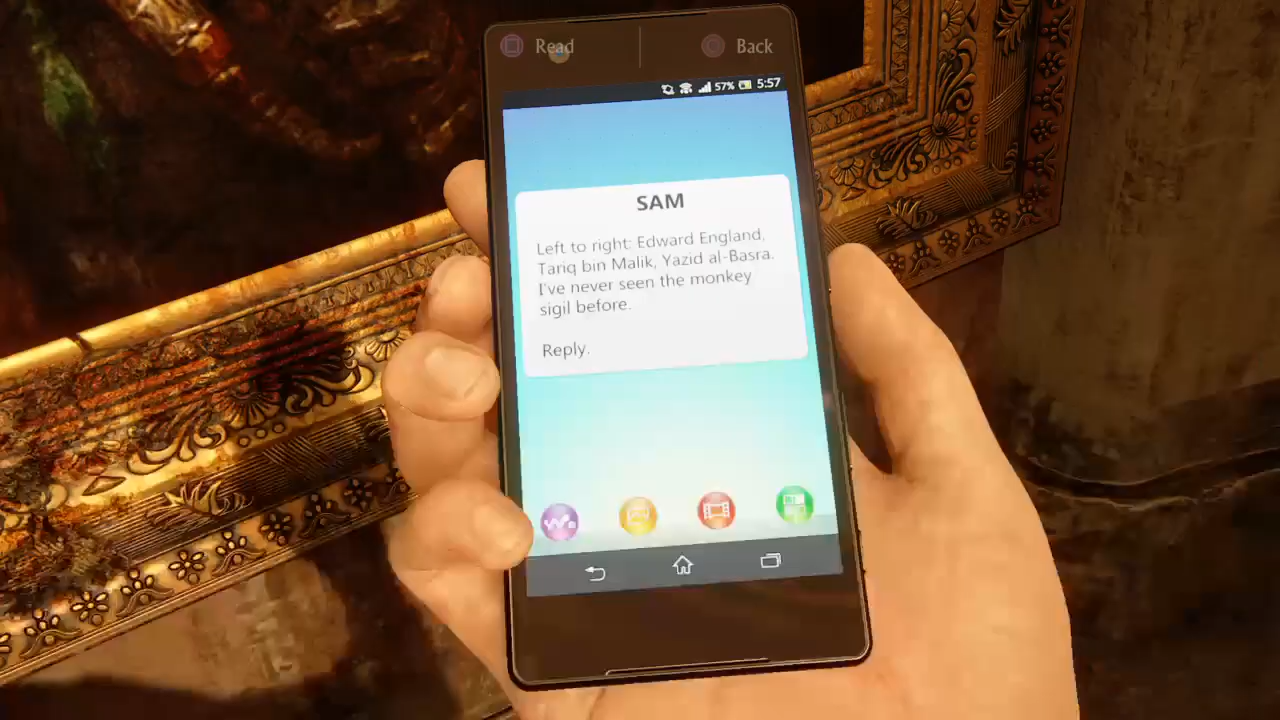 Read
Back
57% 5:57
SAM
Left to right: Edward England,
Tariq bin Malik, Yazid al-Basra.
I've never seen the monkey
sigil before.
Reply.